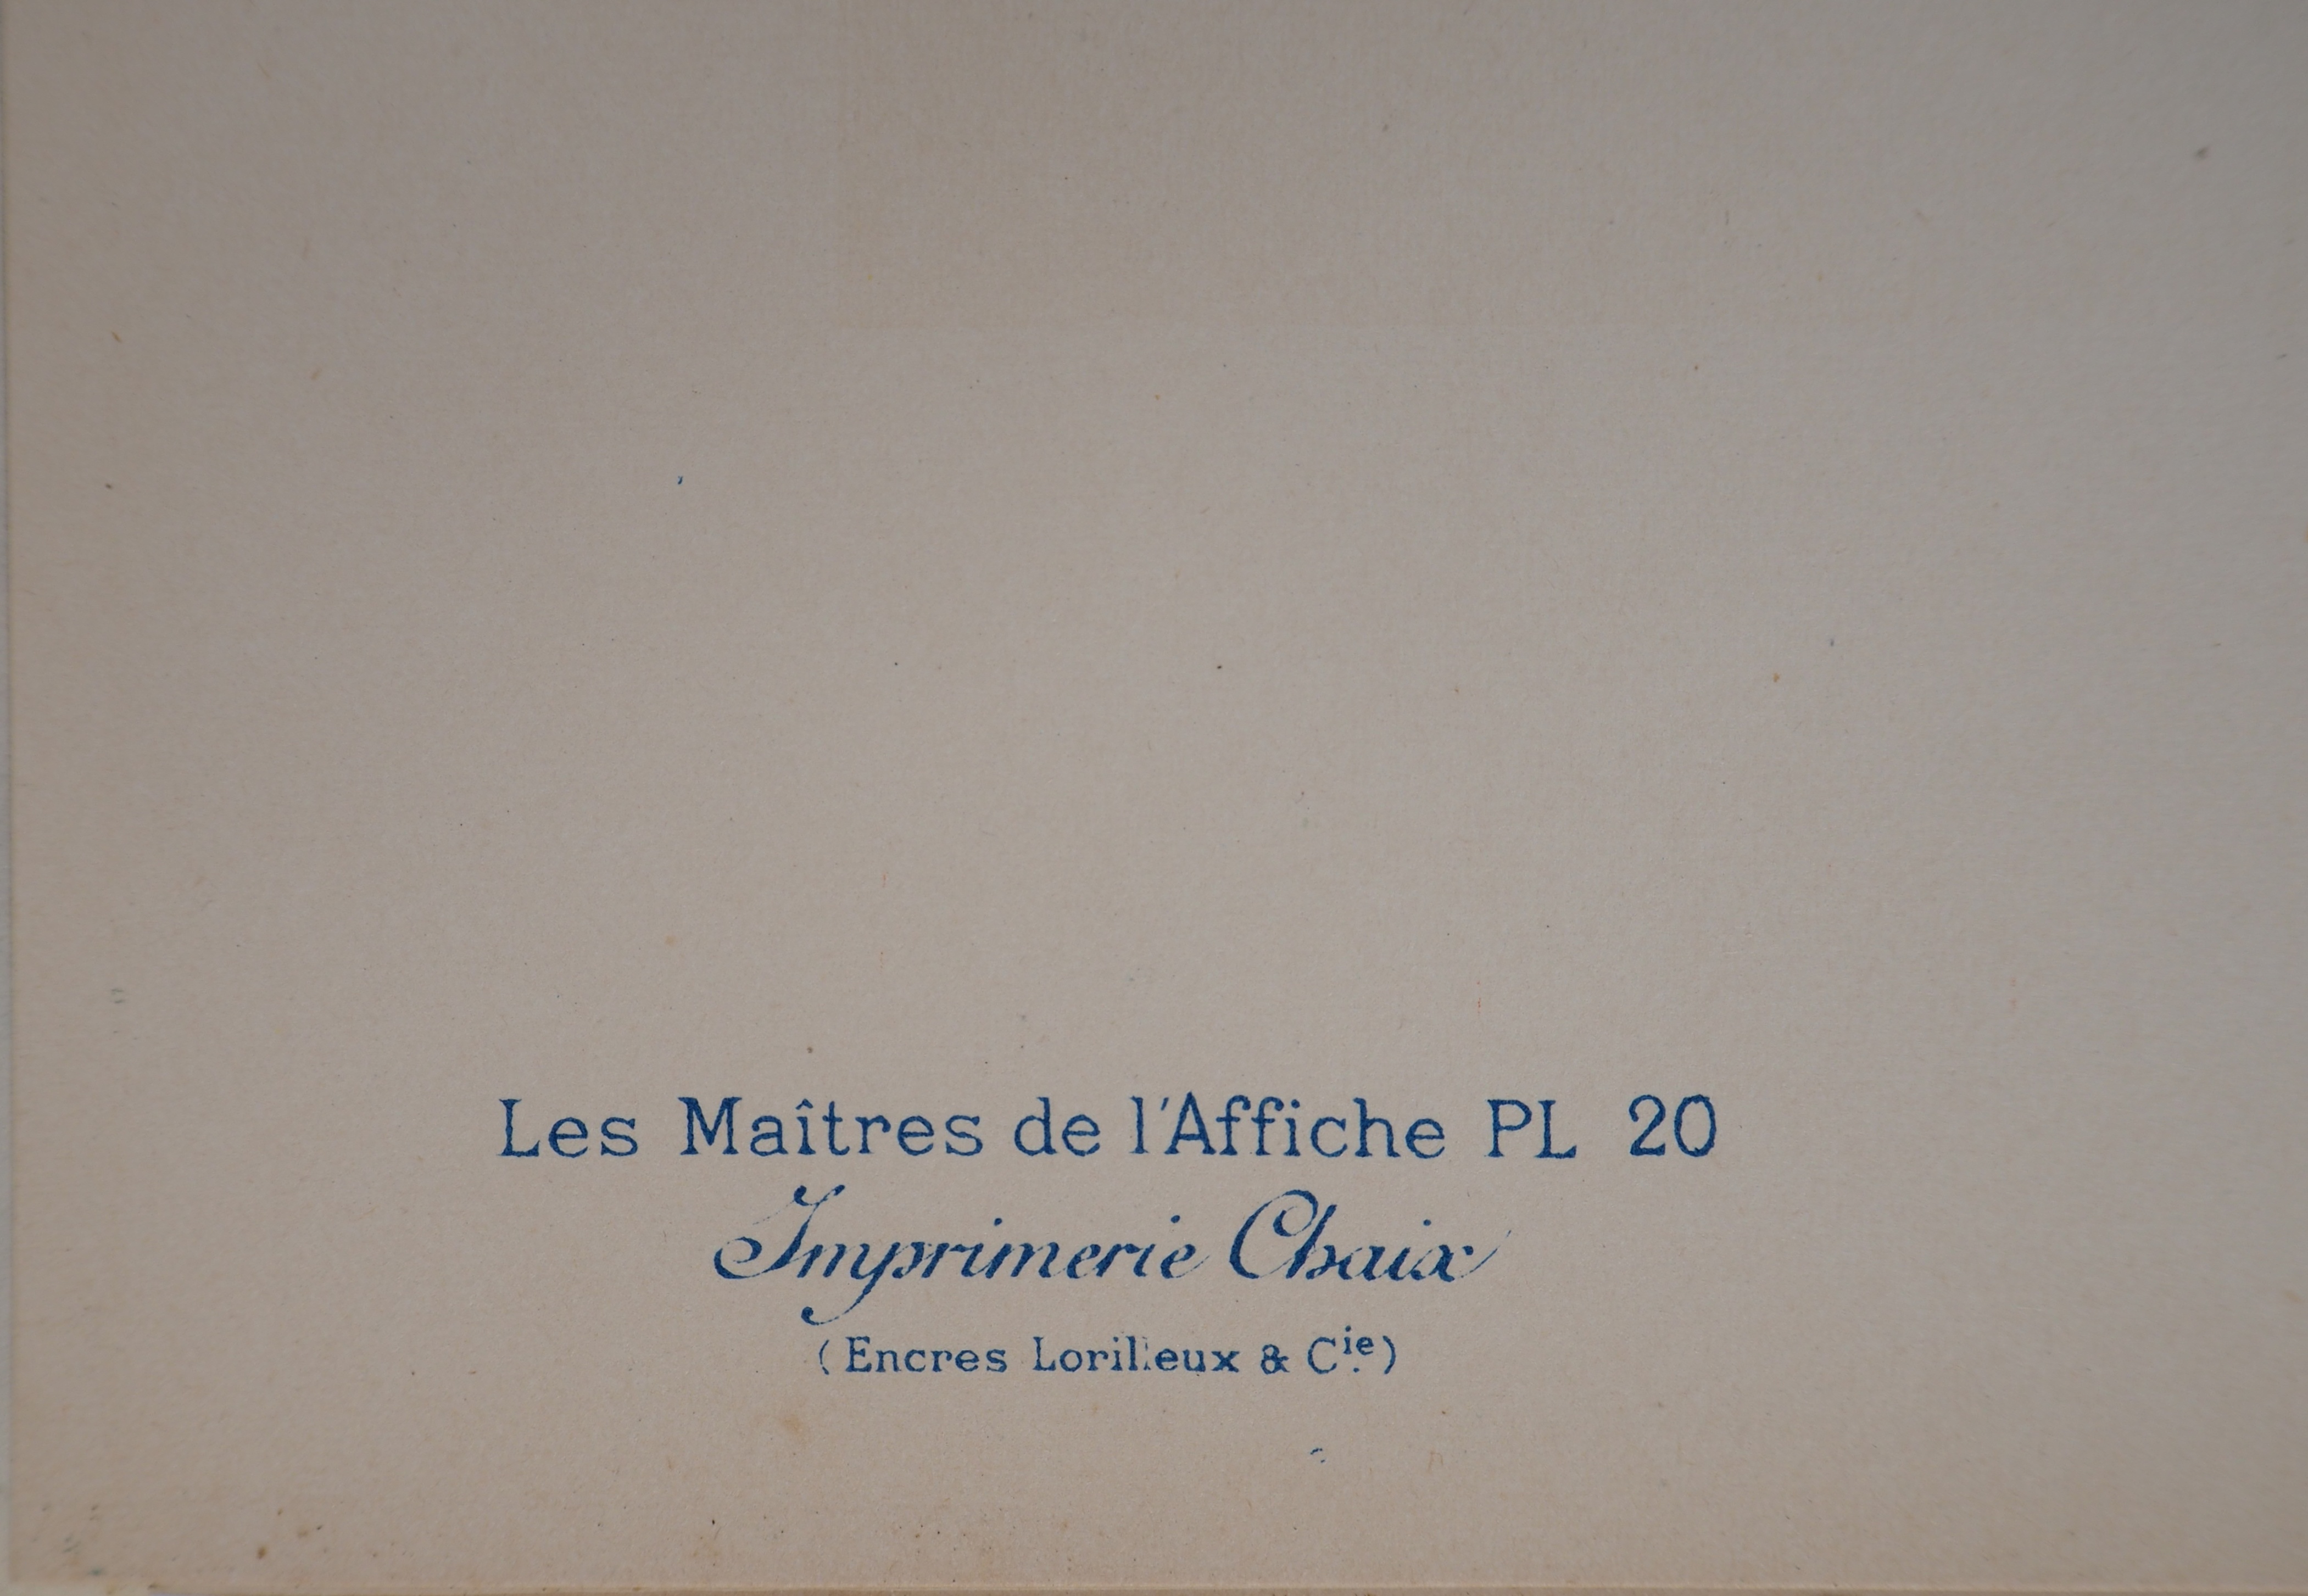 Les Maîtres de l'Affiche PL 20
Imprimerie Chaix
(Encres Lorilleux & Cie.)